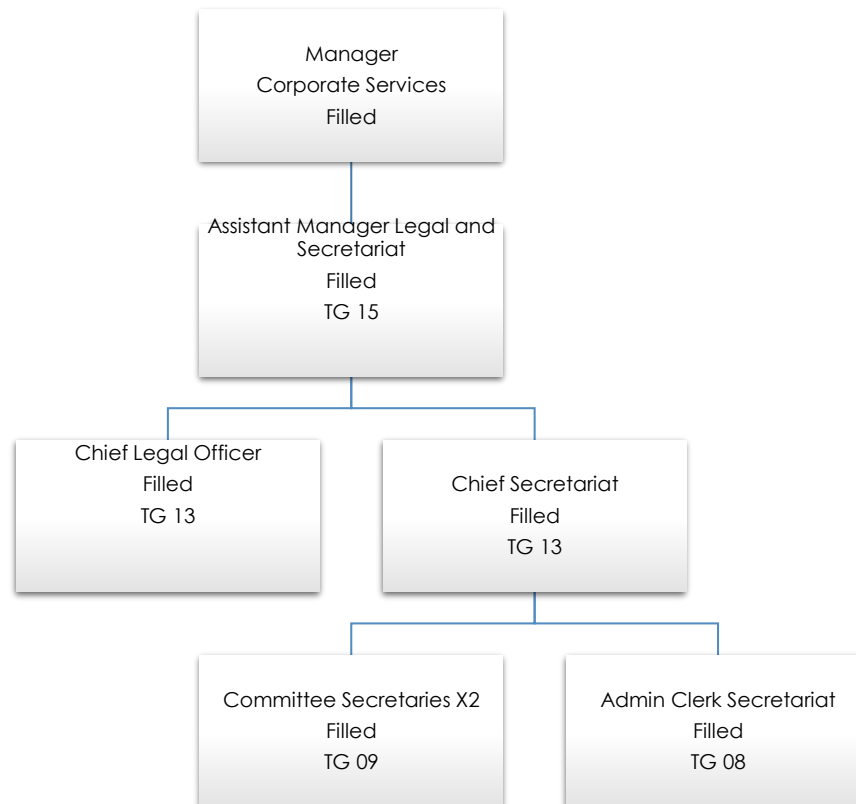 Manager
Corporate Services
Filled
Assistant Manager Legal and
Secretariat
Filled
TG 15
Chief Legal Officer
Filled
TG 13
Chief Secretariat
Filled
TG 13
Committee Secretaries X2
Filled
TG 09
Admin Clerk Secretariat
Filled
TG 08